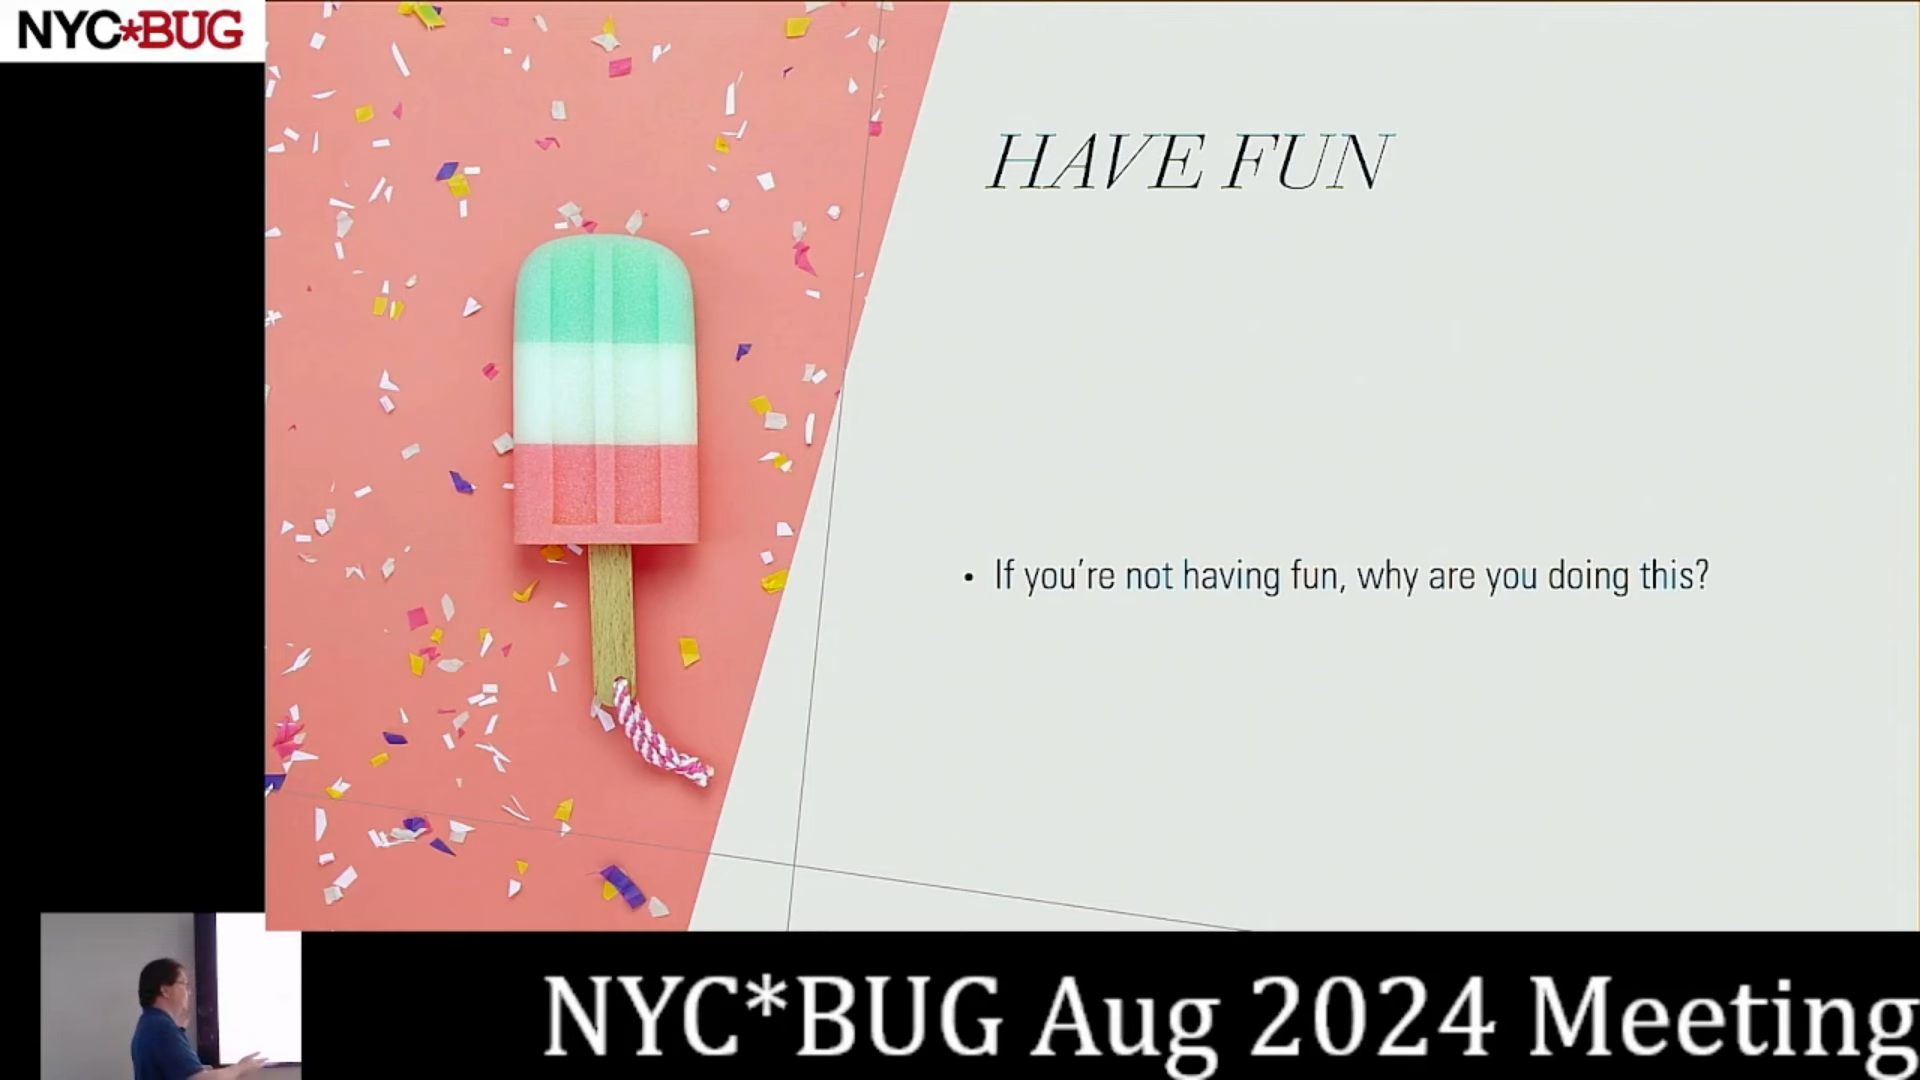 NYC*BUG
HAVE FUN
• If you're not having fun, why are you doing this?
NYC*BUG Aug 2024 Meeting